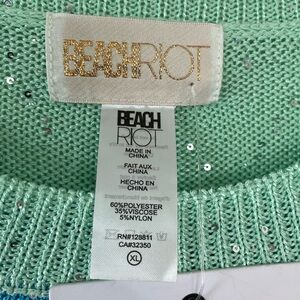 BEACHRIOT
BEACH
RIOT
MADE IN
CHINA
FAIT AUX
CHINA
HECHO EN
CHINA
60%POLYESTER
35%VISCOSE
5%NYLON
RN#128811
CA#32350
XL